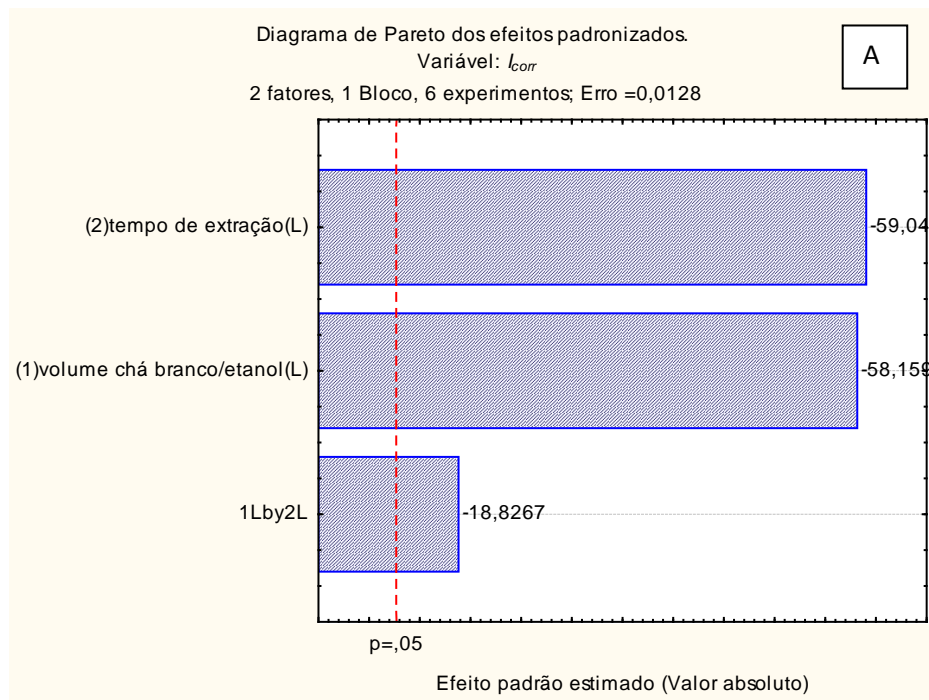 Diagrama de Pareto dos efeitos padronizados.
Variável: Icorr
A
2 fatores, 1 Bloco, 6 experimentos; Erro =0,0128
(2)tempo de extração(L)
-59,04
(1)volume chá branco/etanol(L)
-58,159
1Lby2L
-18,8267
p=,05
Efeito padrão estimado (Valor absoluto)